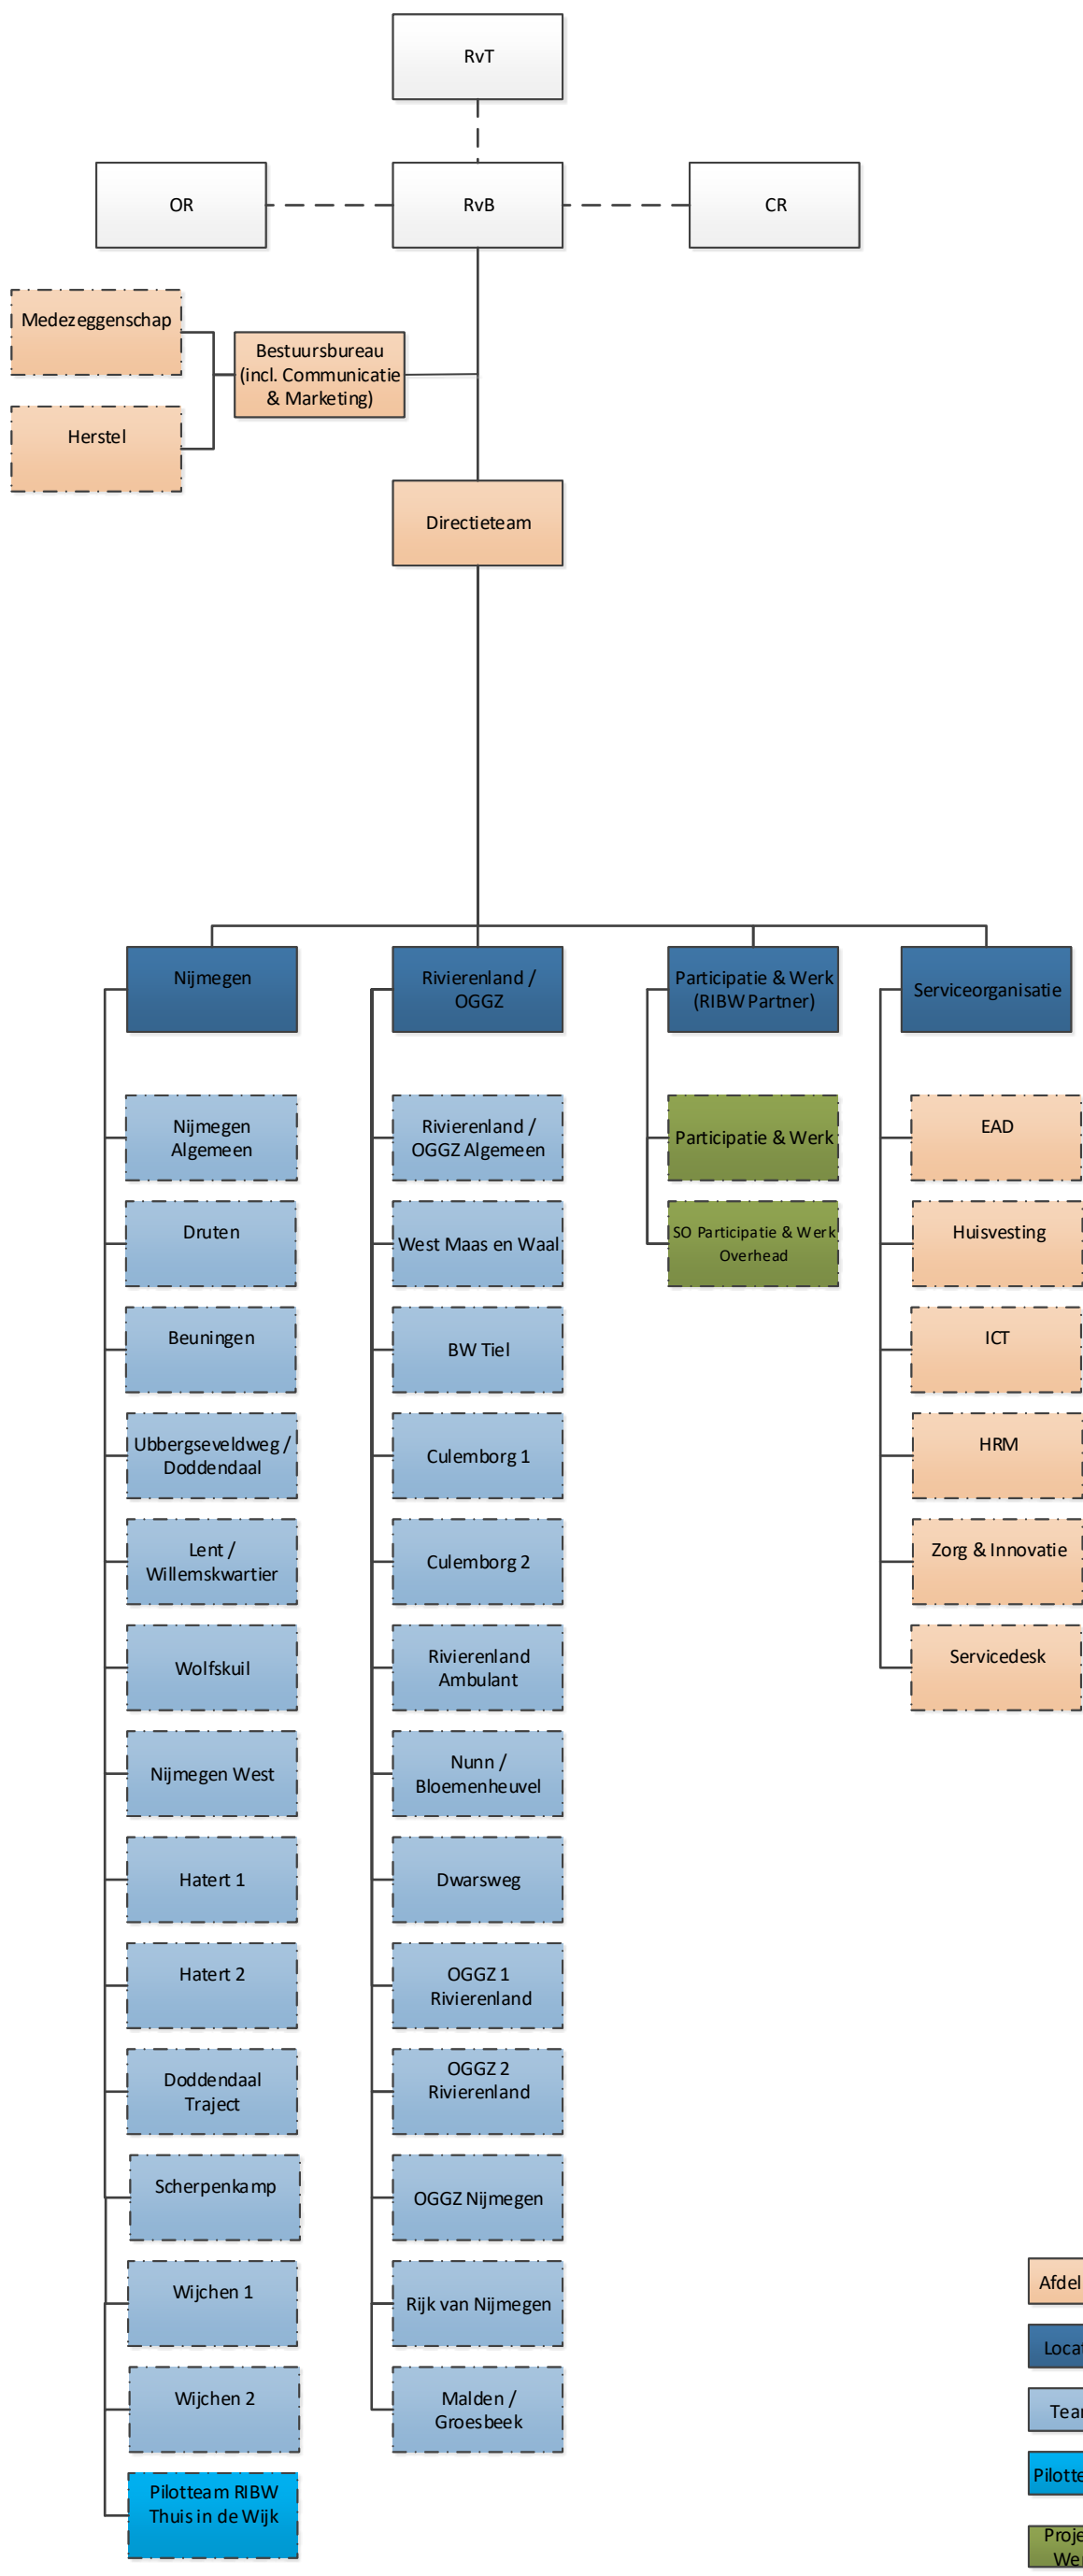 RvT
OR
RvB
CR
Medezeggenschap
Bestuursbureau
(incl. Communicatie
& Marketing)
Herstel
Directieteam
Nijmegen
Rivierenland /
OGGZ
Participatie & Werk
(RIBW Partner)
Serviceorganisatie
Nijmegen
Algemeen
Druten
Beuningen
Ubbergseveldweg /
Doddendaal
Lent /
Willemskwartier
Wolfskuil
Nijmegen West
Hatert 1
Hatert 2
Doddendaal
Traject
Scherpenkamp
Wijchen 1
Wijchen 2
Pilotteam RIBW
Thuis in de Wijk
Rivierenland /
OGGZ Algemeen
West Maas en Waal
BW Tiel
Culemborg 1
Culemborg 2
Rivierenland
Ambulant
Nunn /
Bloemenheuvel
Dwarsweg
OGGZ 1
Rivierenland
OGGZ 2
Rivierenland
OGGZ Nijmegen
Rijk van Nijmegen
Malden /
Groesbeek
Participatie & Werk
SO Participatie & Werk
Overhead
EAD
Huisvesting
ICT
HRM
Zorg & Innovatie
Servicedesk